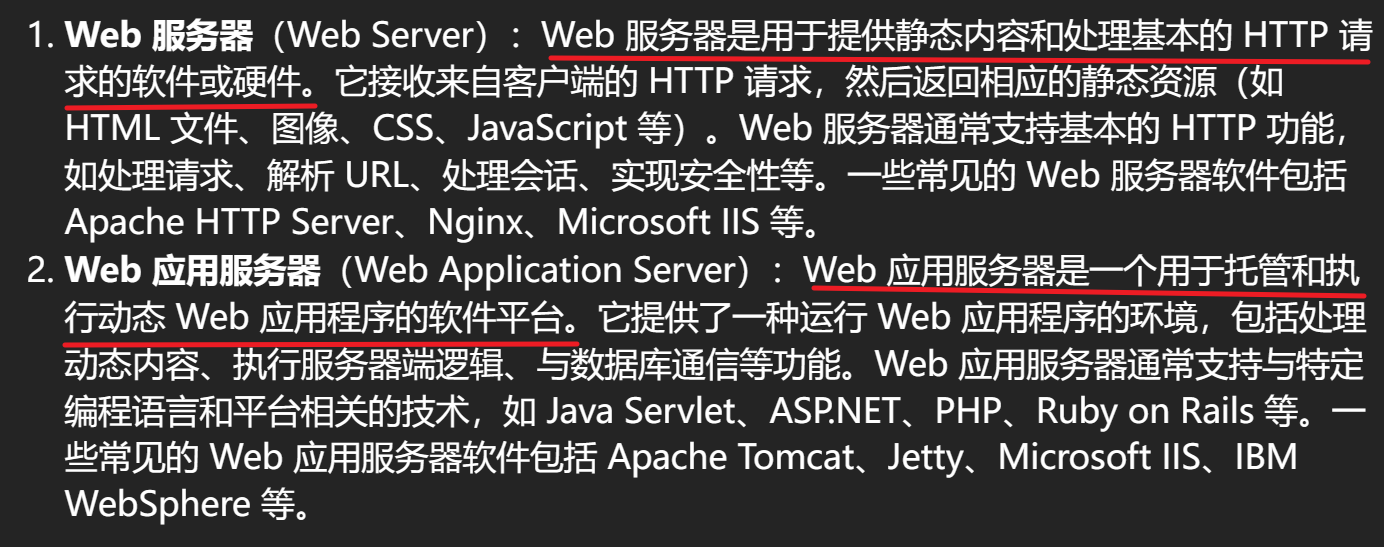 1. Web 服务器（Web Server）：Web 服务器是用于提供静态内容和处理基本的 HTTP 请
求的软件或硬件。它接收来自客户端的 HTTP 请求，然后返回相应的静态资源（如
HTML 文件、图像、CSS、JavaScript 等）。Web 服务器通常支持基本的 HTTP 功能，
如处理请求、解析 URL、处理会话、实现安全性等。一些常见的 Web 服务器软件包括
Apache HTTP Server、Nginx、Microsoft IIS 等。
2. Web 应用服务器（Web Application Server）：Web 应用服务器是一个用于托管和执
行动态 Web 应用程序的软件平台。它提供了一种运行 Web 应用程序的环境，包括处理
动态内容、执行服务器端逻辑、与数据库通信等功能。Web 应用服务器通常支持与特定
编程语言和平台相关的技术，如 Java Servlet、ASP.NET、PHP、Ruby on Rails 等。一
些常见的 Web 应用服务器软件包括 Apache Tomcat、Jetty、Microsoft IIS、IBM
WebSphere 等。